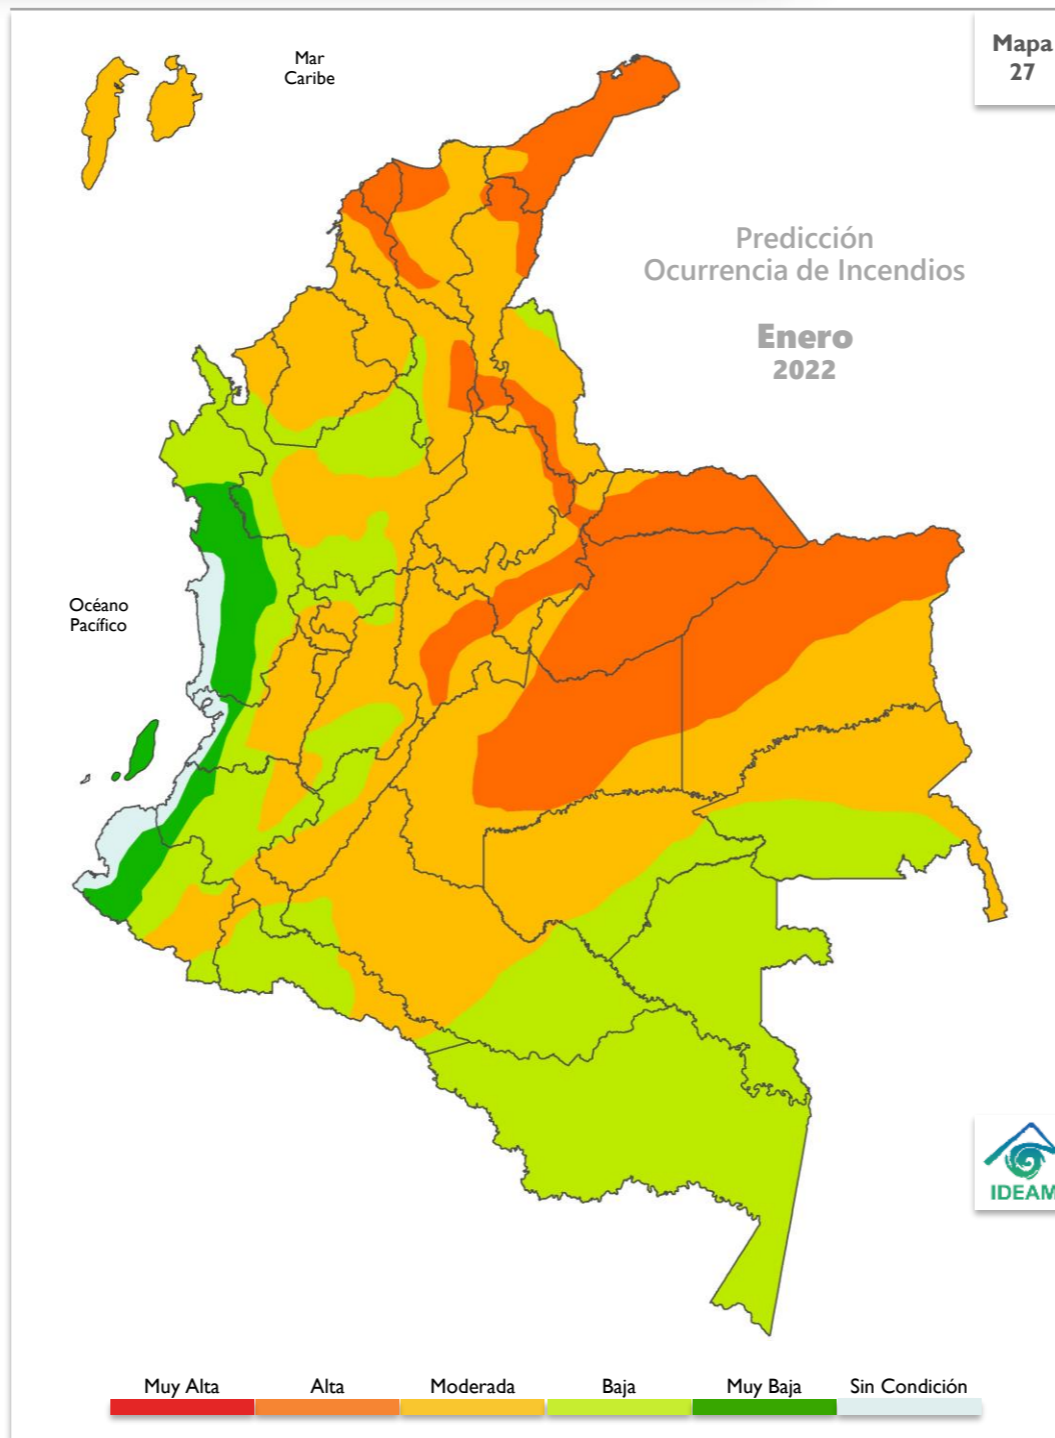 Mar
Caribe
Mapa
27
Predicción
Ocurrencia de Incendios
Enero
2022
Océano
Pacífico
IDEAM
Muy Alta
Alta
Moderada
Baja
Muy Baja
Sin Condición